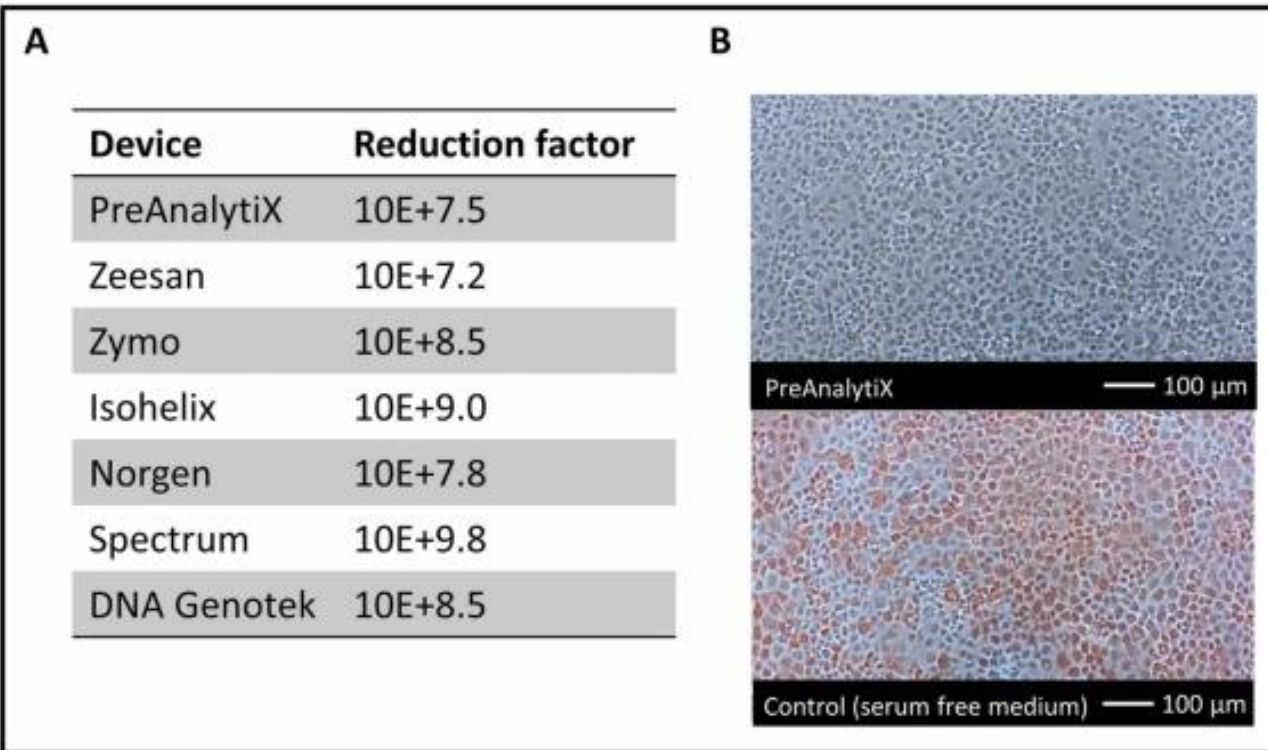 A
B
Device Reduction factor
PreAnalytiX 10E+7.5
Zeesan 10E+7.2
Zymo 10E+8.5
Isohelix 10E+9.0
Norgen 10E+7.8
Spectrum 10E+9.8
DNA Genotek 10E+8.5
PreAnalytiX 100 µm
Control (serum free medium) 100 µm